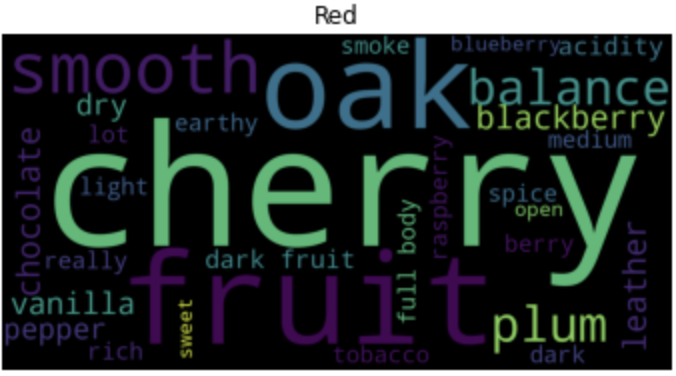 Red
smoke blueberry acidity
smooth oak balance
dry blackberry
lot earthy medium
chocolate cherry raspberry
light spice
open
full body berry leather
really dark fruit
fruit
vanilla sweet plum
pepper
rich tobacco dark